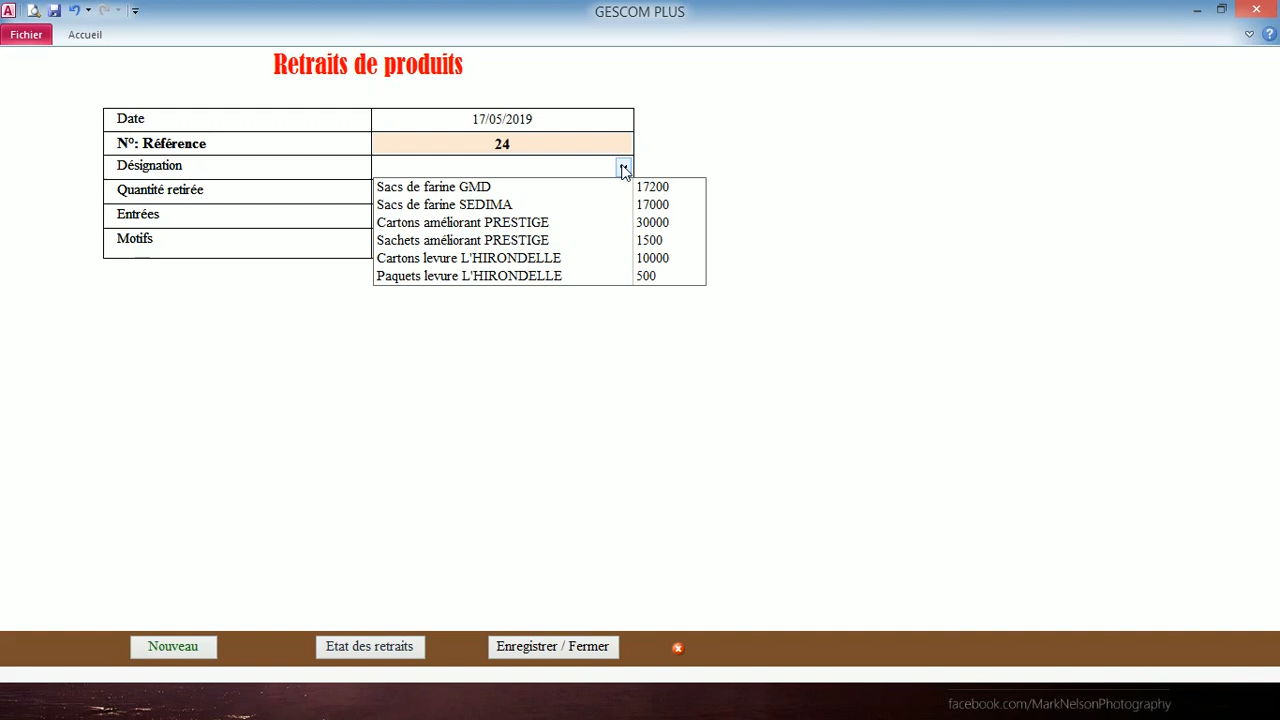 GESCOM PLUS
Fichier Accueil
Retraits de produits
Date 17/05/2019
N°: Référence 24
Désignation
Quantité retirée
Entrées
Motifs
Sacs de farine GMD 17200
Sacs de farine SEDIMA 17000
Cartons améliorant PRESTIGE 30000
Sachets améliorant PRESTIGE 1500
Cartons levure L'HIRONDELLE 10000
Paquets levure L'HIRONDELLE 500
Nouveau Etat des retraits Enregistrer / Fermer
facebook.com/MarkNelsonPhotography